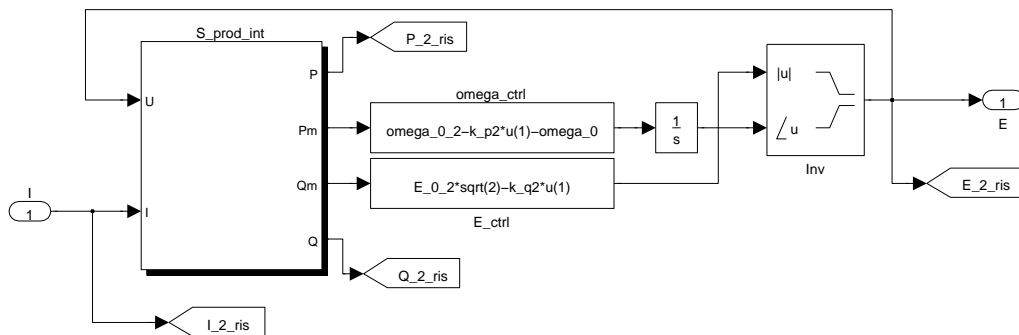 S_prod_int
P_2_ris
P
U
omega_ctrl
|u|
Pm
omega_0_2−k_p2*u(1)−omega_0
1
s
∠ u
1
E
Inv
Qm
E_0_2*sqrt(2)−k_q2*u(1)
E_2_ris
I
1
I
E_ctrl
Q
Q_2_ris
I_2_ris